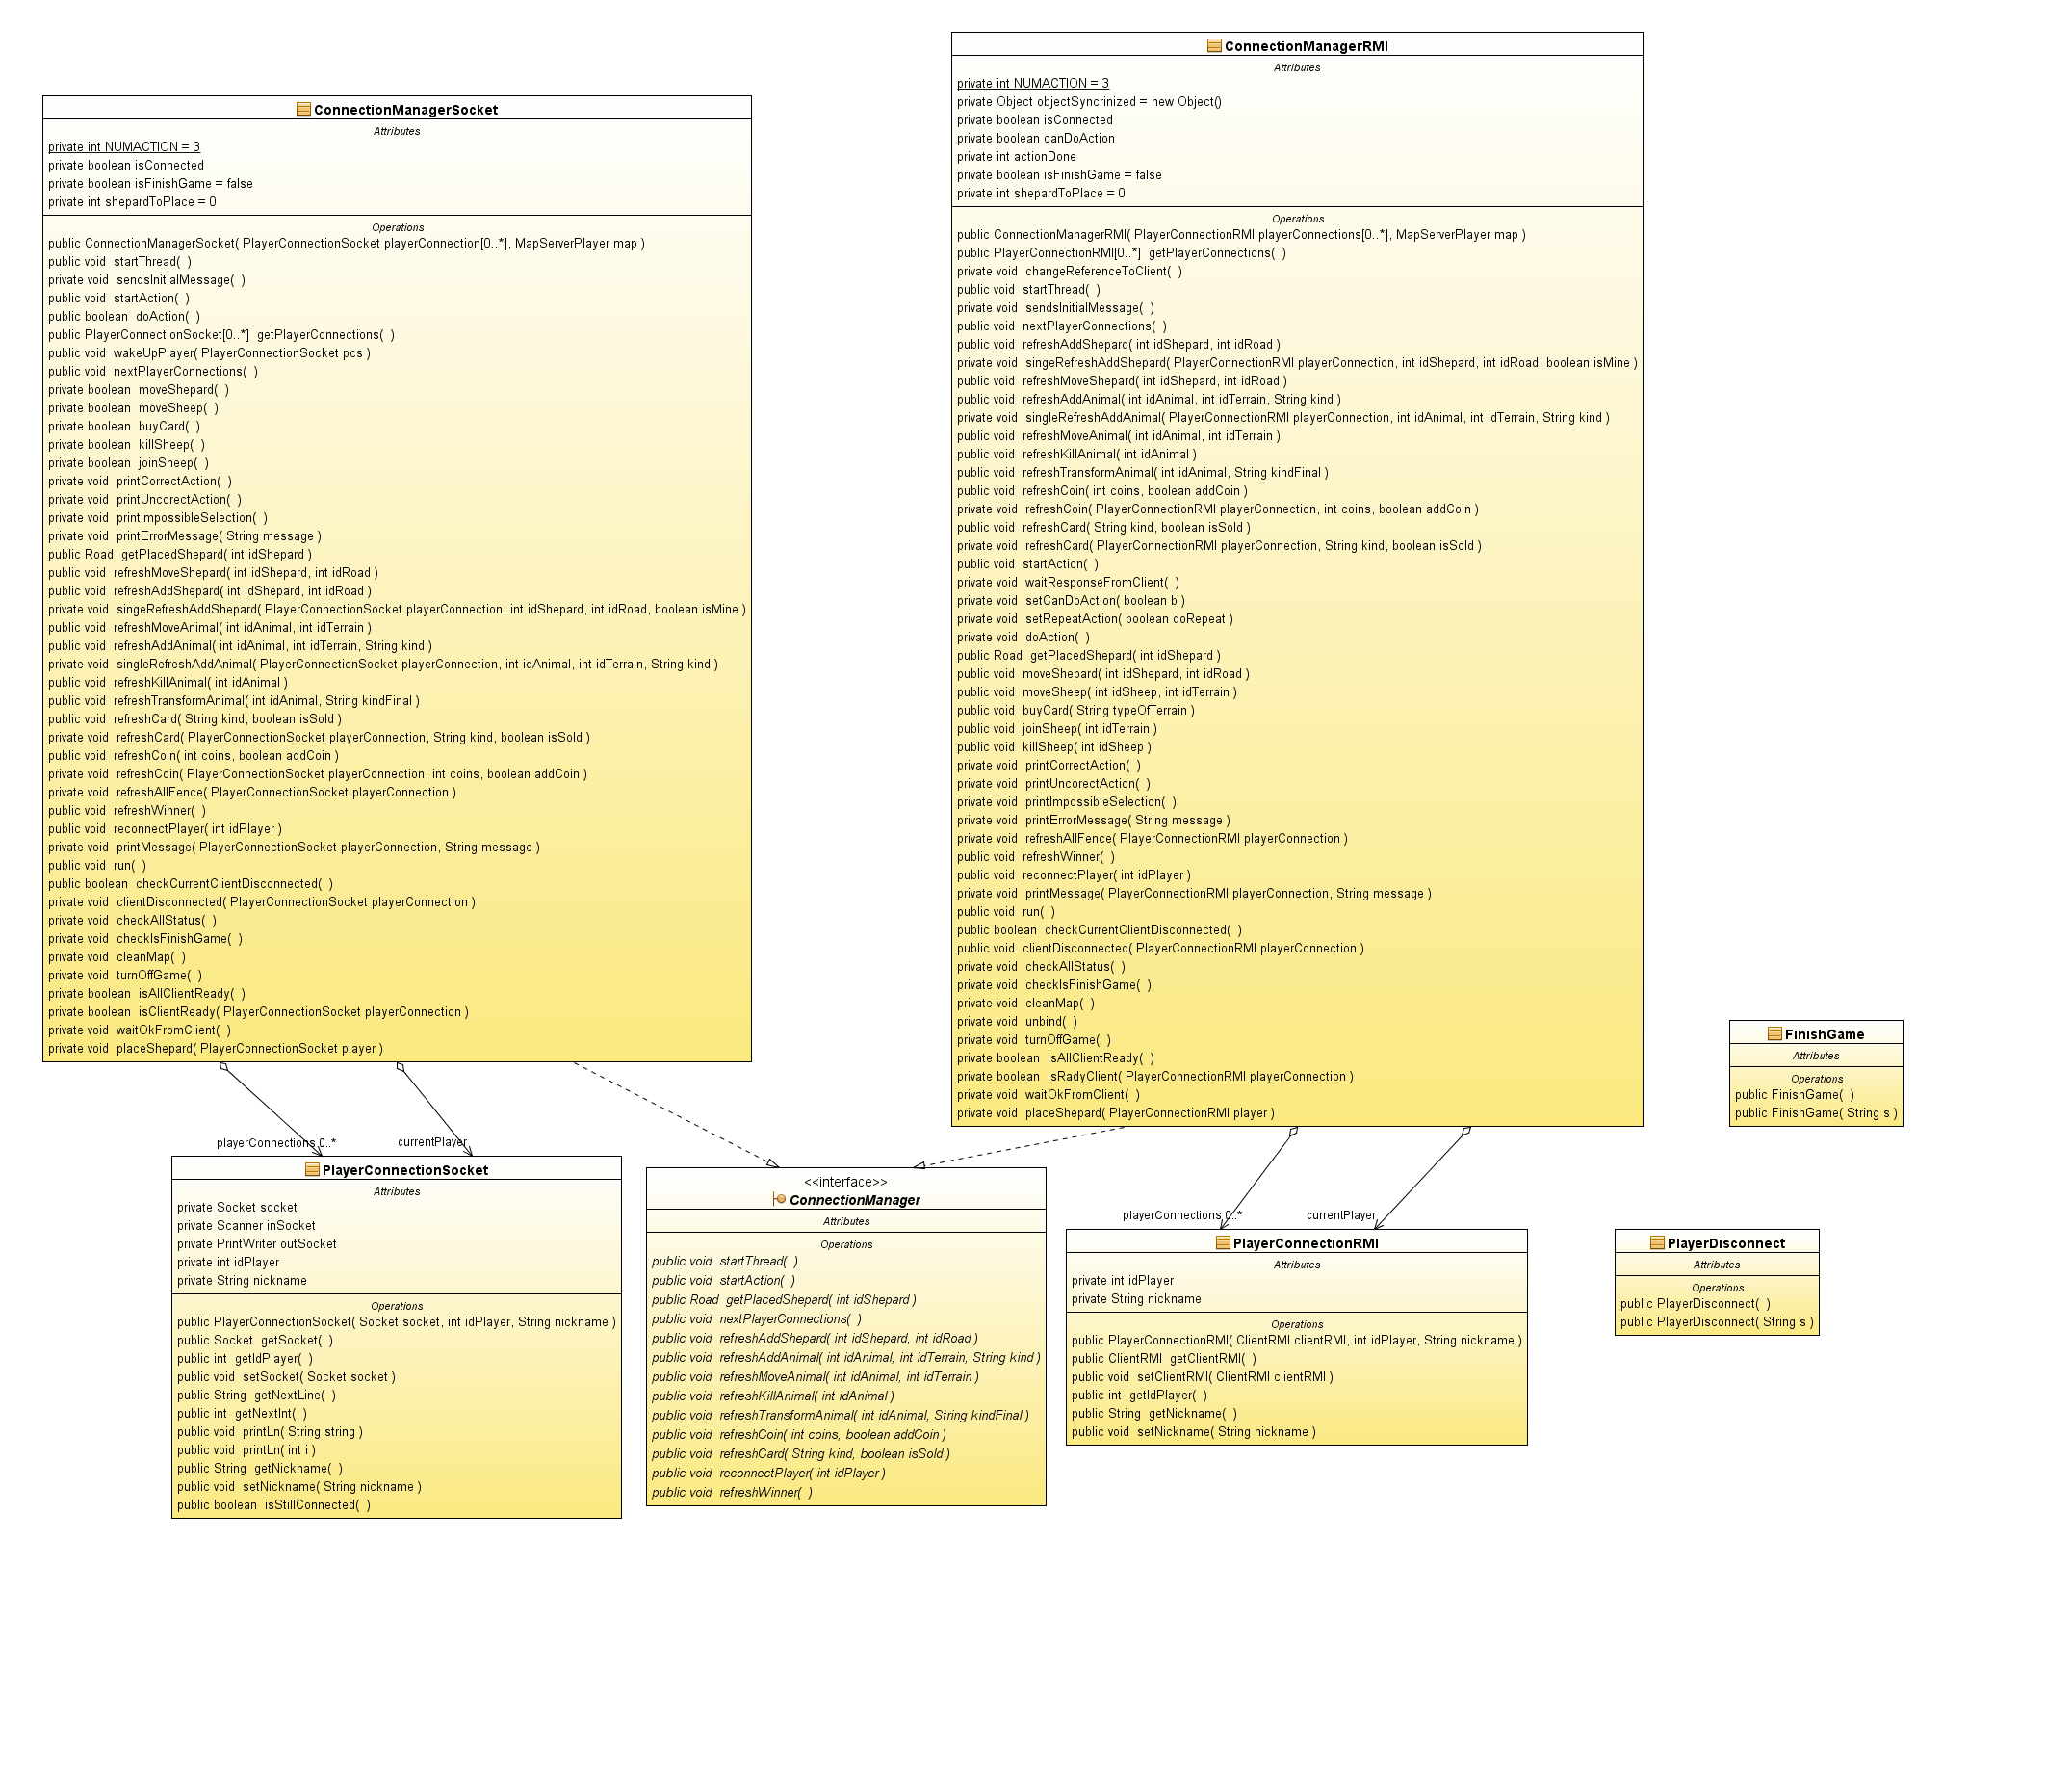 ConnectionManagerSocket
Attributes
private int NUMACTION = 3
private boolean isConnected
private boolean isFinishGame = false
private int shepardToPlace = 0
Operations
public ConnectionManagerSocket( PlayerConnectionSocket playerConnection[0..*], MapServerPlayer map )
public void startThread( )
private void sendsInitialMessage( )
public void startAction( )
public boolean doAction( )
public PlayerConnectionSocket[0..*] getPlayerConnections( )
public void wakeUpPlayer( PlayerConnectionSocket pcs )
public void nextPlayerConnections( )
private boolean moveShepard( )
private boolean moveSheep( )
private boolean buyCard( )
private boolean killSheep( )
private boolean joinSheep( )
private void printCorrectAction( )
private void printUncorectAction( )
private void printImpossibleSelection( )
private void printErrorMessage( String message )
public Road getPlacedShepard( int idShepard )
public void refreshMoveShepard( int idShepard, int idRoad )
public void refreshAddShepard( int idShepard, int idRoad )
private void singeRefreshAddShepard( PlayerConnectionSocket playerConnection, int idShepard, int idRoad, boolean isMine )
public void refreshMoveAnimal( int idAnimal, int idTerrain )
public void refreshAddAnimal( int idAnimal, int idTerrain, String kind )
private void singleRefreshAddAnimal( PlayerConnectionSocket playerConnection, int idAnimal, int idTerrain, String kind )
public void refreshKillAnimal( int idAnimal )
public void refreshTransformAnimal( int idAnimal, String kindFinal )
public void refreshCard( String kind, boolean isSold )
private void refreshCard( PlayerConnectionSocket playerConnection, String kind, boolean isSold )
public void refreshCoin( int coins, boolean addCoin )
private void refreshCoin( PlayerConnectionSocket playerConnection, int coins, boolean addCoin )
private void refreshAllFence( PlayerConnectionSocket playerConnection )
public void refreshWinner( )
public void reconnectPlayer( int idPlayer )
private void printMessage( PlayerConnectionSocket playerConnection, String message )
public void run( )
public boolean checkCurrentClientDisconnected( )
private void clientDisconnected( PlayerConnectionSocket playerConnection )
private void checkAllStatus( )
private void checkIsFinishGame( )
private void cleanMap( )
private void turnOffGame( )
private boolean isAllClientReady( )
private boolean isClientReady( PlayerConnectionSocket playerConnection )
private void waitOkFromClient( )
private void placeShepard( PlayerConnectionSocket player )
ConnectionManagerRMI
Attributes
private int NUMACTION = 3
private Object objectSyncrinized = new Object()
private boolean isConnected
private boolean canDoAction
private int actionDone
private boolean isFinishGame = false
private int shepardToPlace = 0
Operations
public ConnectionManagerRMI( PlayerConnectionRMI playerConnections[0..*], MapServerPlayer map )
public PlayerConnectionRMI[0..*] getPlayerConnections( )
private void changeReferenceToClient( )
public void startThread( )
private void sendsInitialMessage( )
public void nextPlayerConnections( )
public void refreshAddShepard( int idShepard, int idRoad )
private void singeRefreshAddShepard( PlayerConnectionRMI playerConnection, int idShepard, int idRoad, boolean isMine )
public void refreshMoveShepard( int idShepard, int idRoad )
public void refreshAddAnimal( int idAnimal, int idTerrain, String kind )
private void singleRefreshAddAnimal( PlayerConnectionRMI playerConnection, int idAnimal, int idTerrain, String kind )
public void refreshMoveAnimal( int idAnimal, int idTerrain )
public void refreshKillAnimal( int idAnimal )
public void refreshTransformAnimal( int idAnimal, String kindFinal )
public void refreshCoin( int coins, boolean addCoin )
private void refreshCoin( PlayerConnectionRMI playerConnection, int coins, boolean addCoin )
public void refreshCard( String kind, boolean isSold )
private void refreshCard( PlayerConnectionRMI playerConnection, String kind, boolean isSold )
public void startAction( )
private void waitResponseFromClient( )
private void setCanDoAction( boolean b )
private void setRepeatAction( boolean doRepeat )
private void doAction( )
public Road getPlacedShepard( int idShepard )
public void moveShepard( int idShepard, int idRoad )
public void moveSheep( int idSheep, int idTerrain )
public void buyCard( String typeOfTerrain )
public void joinSheep( int idTerrain )
public void killSheep( int idSheep )
private void printCorrectAction( )
private void printUncorectAction( )
private void printImpossibleSelection( )
private void printErrorMessage( String message )
private void refreshAllFence( PlayerConnectionRMI playerConnection )
public void refreshWinner( )
public void reconnectPlayer( int idPlayer )
private void printMessage( PlayerConnectionRMI playerConnection, String message )
public void run( )
public boolean checkCurrentClientDisconnected( )
public void clientDisconnected( PlayerConnectionRMI playerConnection )
private void checkAllStatus( )
private void checkIsFinishGame( )
private void cleanMap( )
private void unbind( )
private void turnOffGame( )
private boolean isAllClientReady( )
private boolean isRadyClient( PlayerConnectionRMI playerConnection )
private void waitOkFromClient( )
private void placeShepard( PlayerConnectionRMI player )
FinishGame
Attributes
Operations
public FinishGame( )
public FinishGame( String s )
playerConnections 0..*
currentPlayer
PlayerConnectionSocket
Attributes
private Socket socket
private Scanner inSocket
private PrintWriter outSocket
private int idPlayer
private String nickname
Operations
public PlayerConnectionSocket( Socket socket, int idPlayer, String nickname )
public Socket getSocket( )
public int getIdPlayer( )
public void setSocket( Socket socket )
public String getNextLine( )
public int getNextInt( )
public void printLn( String string )
public void printLn( int i )
public String getNickname( )
public void setNickname( String nickname )
public boolean isStillConnected( )
<<interface>>
ConnectionManager
Attributes
Operations
public void startThread( )
public void startAction( )
public Road getPlacedShepard( int idShepard )
public void nextPlayerConnections( )
public void refreshAddShepard( int idShepard, int idRoad )
public void refreshAddAnimal( int idAnimal, int idTerrain, String kind )
public void refreshMoveAnimal( int idAnimal, int idTerrain )
public void refreshKillAnimal( int idAnimal )
public void refreshTransformAnimal( int idAnimal, String kindFinal )
public void refreshCoin( int coins, boolean addCoin )
public void refreshCard( String kind, boolean isSold )
public void reconnectPlayer( int idPlayer )
public void refreshWinner( )
playerConnections 0..*
currentPlayer
PlayerConnectionRMI
Attributes
private int idPlayer
private String nickname
Operations
public PlayerConnectionRMI( ClientRMI clientRMI, int idPlayer, String nickname )
public ClientRMI getClientRMI( )
public void setClientRMI( ClientRMI clientRMI )
public int getIdPlayer( )
public String getNickname( )
public void setNickname( String nickname )
PlayerDisconnect
Attributes
Operations
public PlayerDisconnect( )
public PlayerDisconnect( String s )